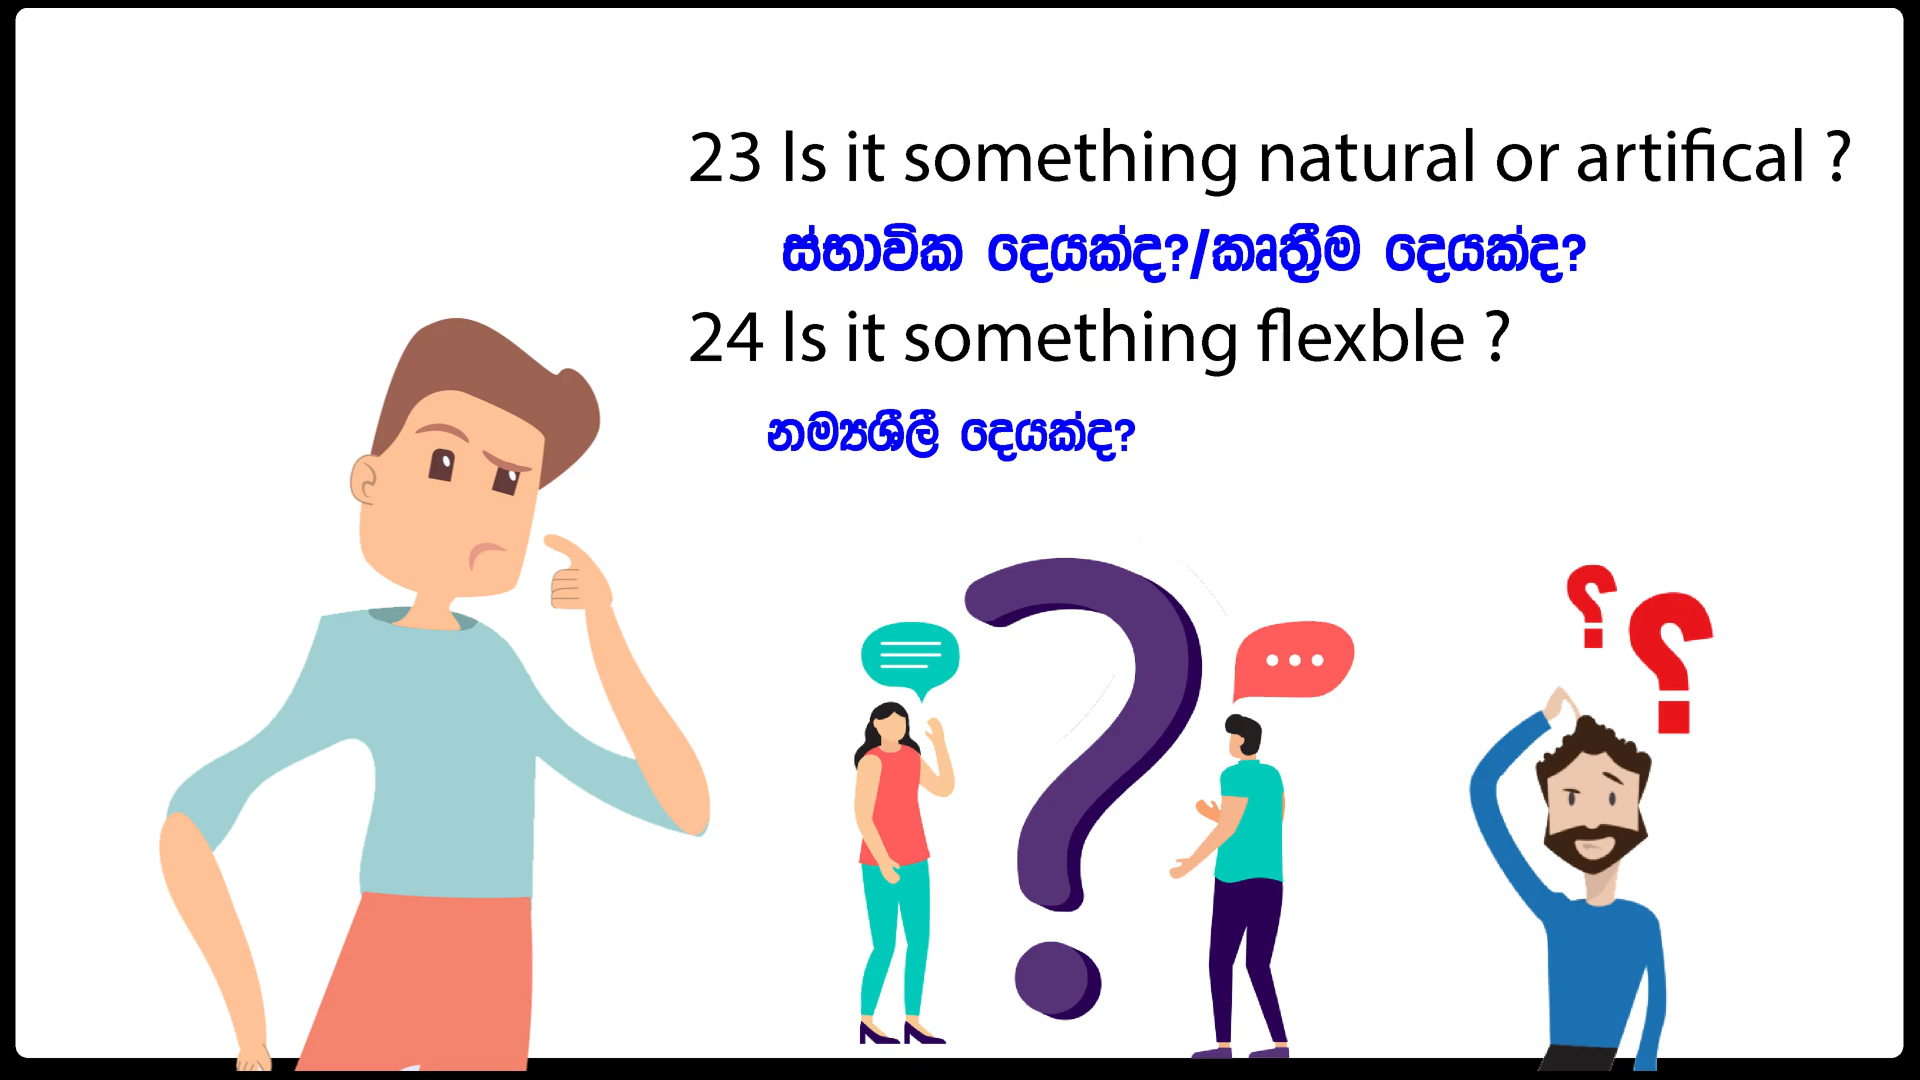 23 Is it something natural or artifical ?
ස්භාවික දෙයක්ද?/කෘත්‍රීම දෙයක්ද?
24 Is it something flexble ?
නම්‍යශීලී දෙයක්ද?